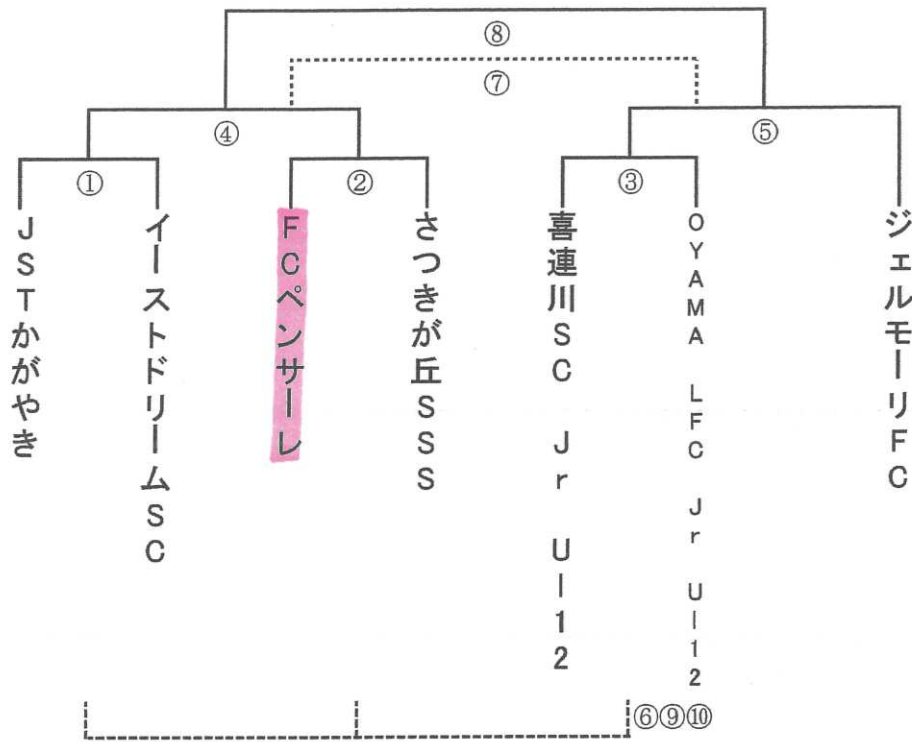 ⑧
⑦
④
⑤
①
②
③
JSTかがやき
イーストドリームSC
FCペンサーレ
さつきが丘SSS
喜連川SC Jr U-12
OYAMA LFC Jr U-12
ジェルモーリFC
⑥⑨⑩